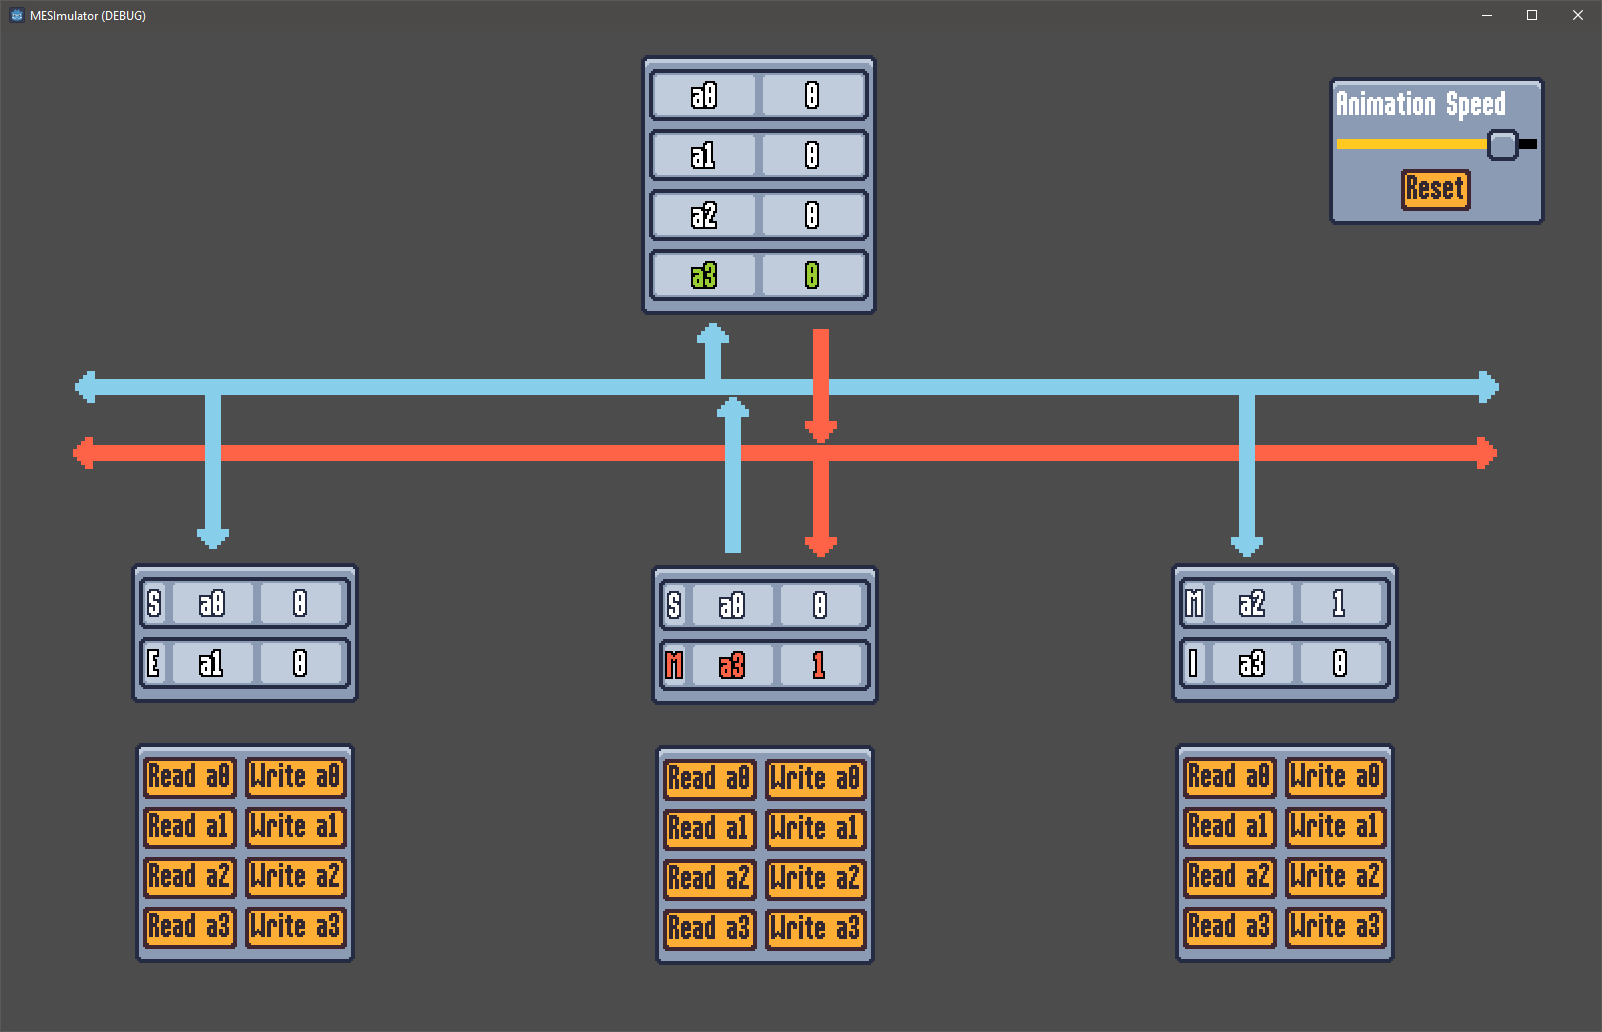 MESImulator (DEBUG)
a0 0
a1 0
a2 0
a3 0
Animation Speed
Reset
S a0 0
E a1 0
S a0 0
M a3 1
M a2 1
I a3 0
Read a0 Write a0
Read a1 Write a1
Read a2 Write a2
Read a3 Write a3
Read a0 Write a0
Read a1 Write a1
Read a2 Write a2
Read a3 Write a3
Read a0 Write a0
Read a1 Write a1
Read a2 Write a2
Read a3 Write a3